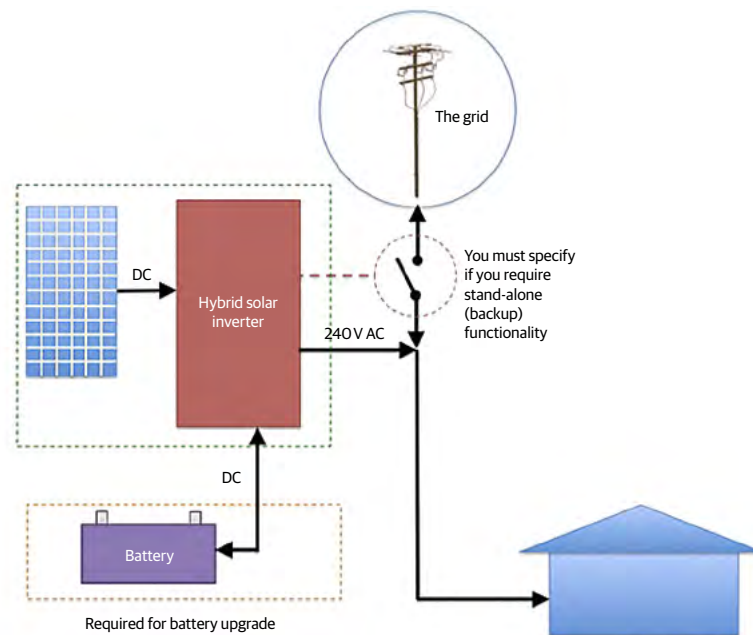 The grid
You must specify
if you require
stand-alone
(backup)
functionality
DC
Hybrid solar
inverter
240 V AC
DC
Battery
Required for battery upgrade